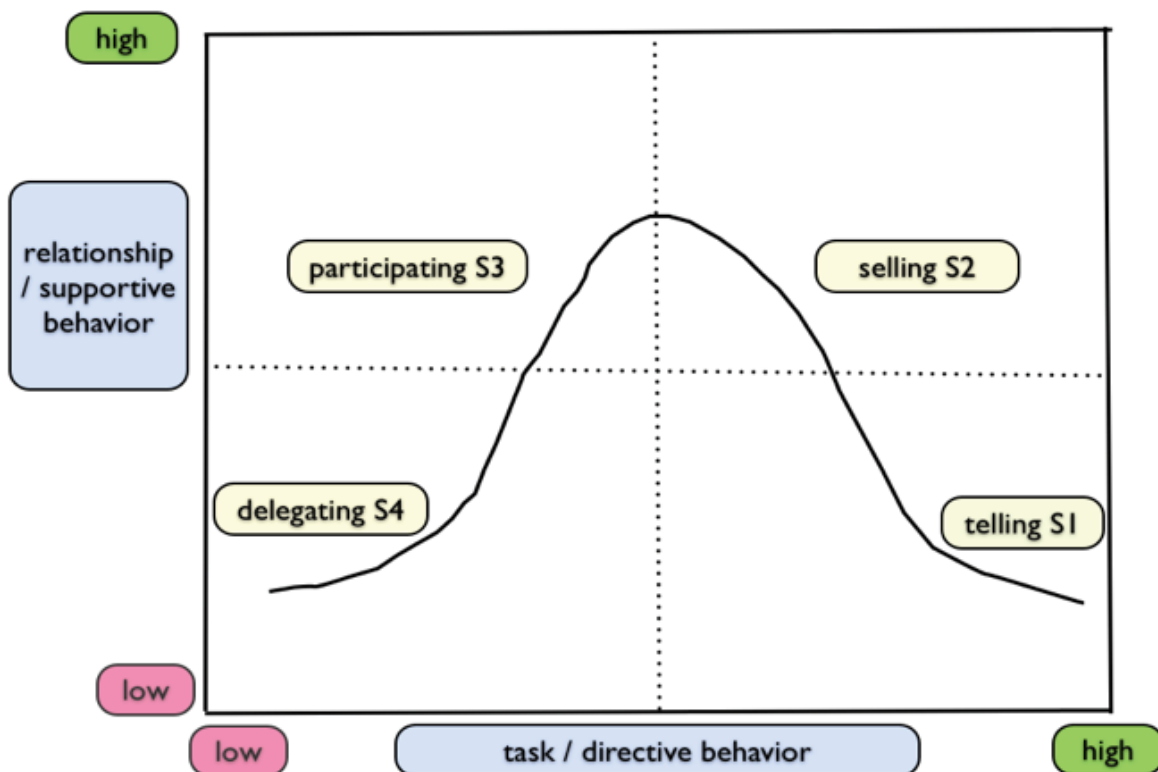 high
relationship
/ supportive
behavior
participating S3
selling S2
delegating S4
telling S1
low
low
task / directive behavior
high